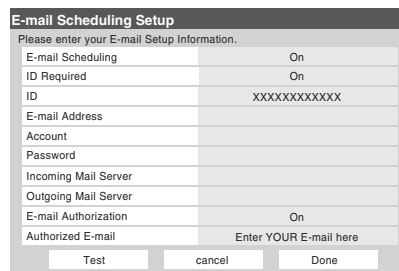 E-mail Scheduling Setup
Please enter your E-mail Setup Information.
E-mail Scheduling On
ID Required On
ID XXXXXXXXXXXX
E-mail Address
Account
Password
Incoming Mail Server
Outgoing Mail Server
E-mail Authorization On
Authorized E-mail Enter YOUR E-mail here
Test cancel Done